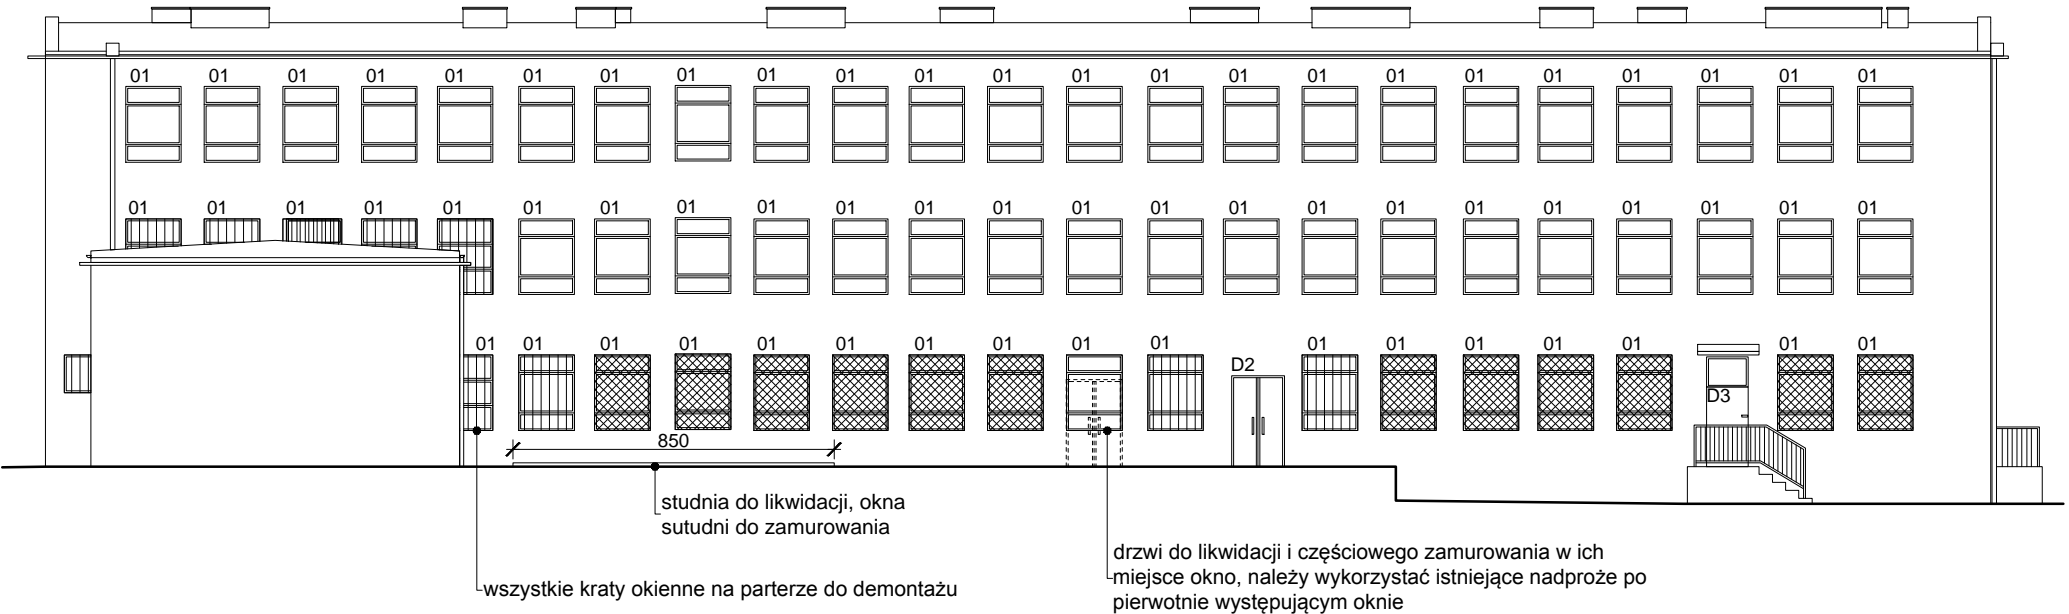 01 01 01 01 01 01 01 01 01 01 01 01 01 01 01 01 01 01 01 01 01 01 01
01 01 01 01 01 01 01 01 01 01 01 01 01 01 01 01 01 01 01 01 01 01 01
01 01 01 01 01 01 01 01 01 01 D2 01 01 01 01 01 D3 01 01
850
studnia do likwidacji, okna
sutudni do zamurowania
wszystkie kraty okienne na parterze do demontażu
drzwi do likwidacji i częściowego zamurowania w ich
miejsce okno, należy wykorzystać istniejące nadproże po
pierwotnie występującym oknie